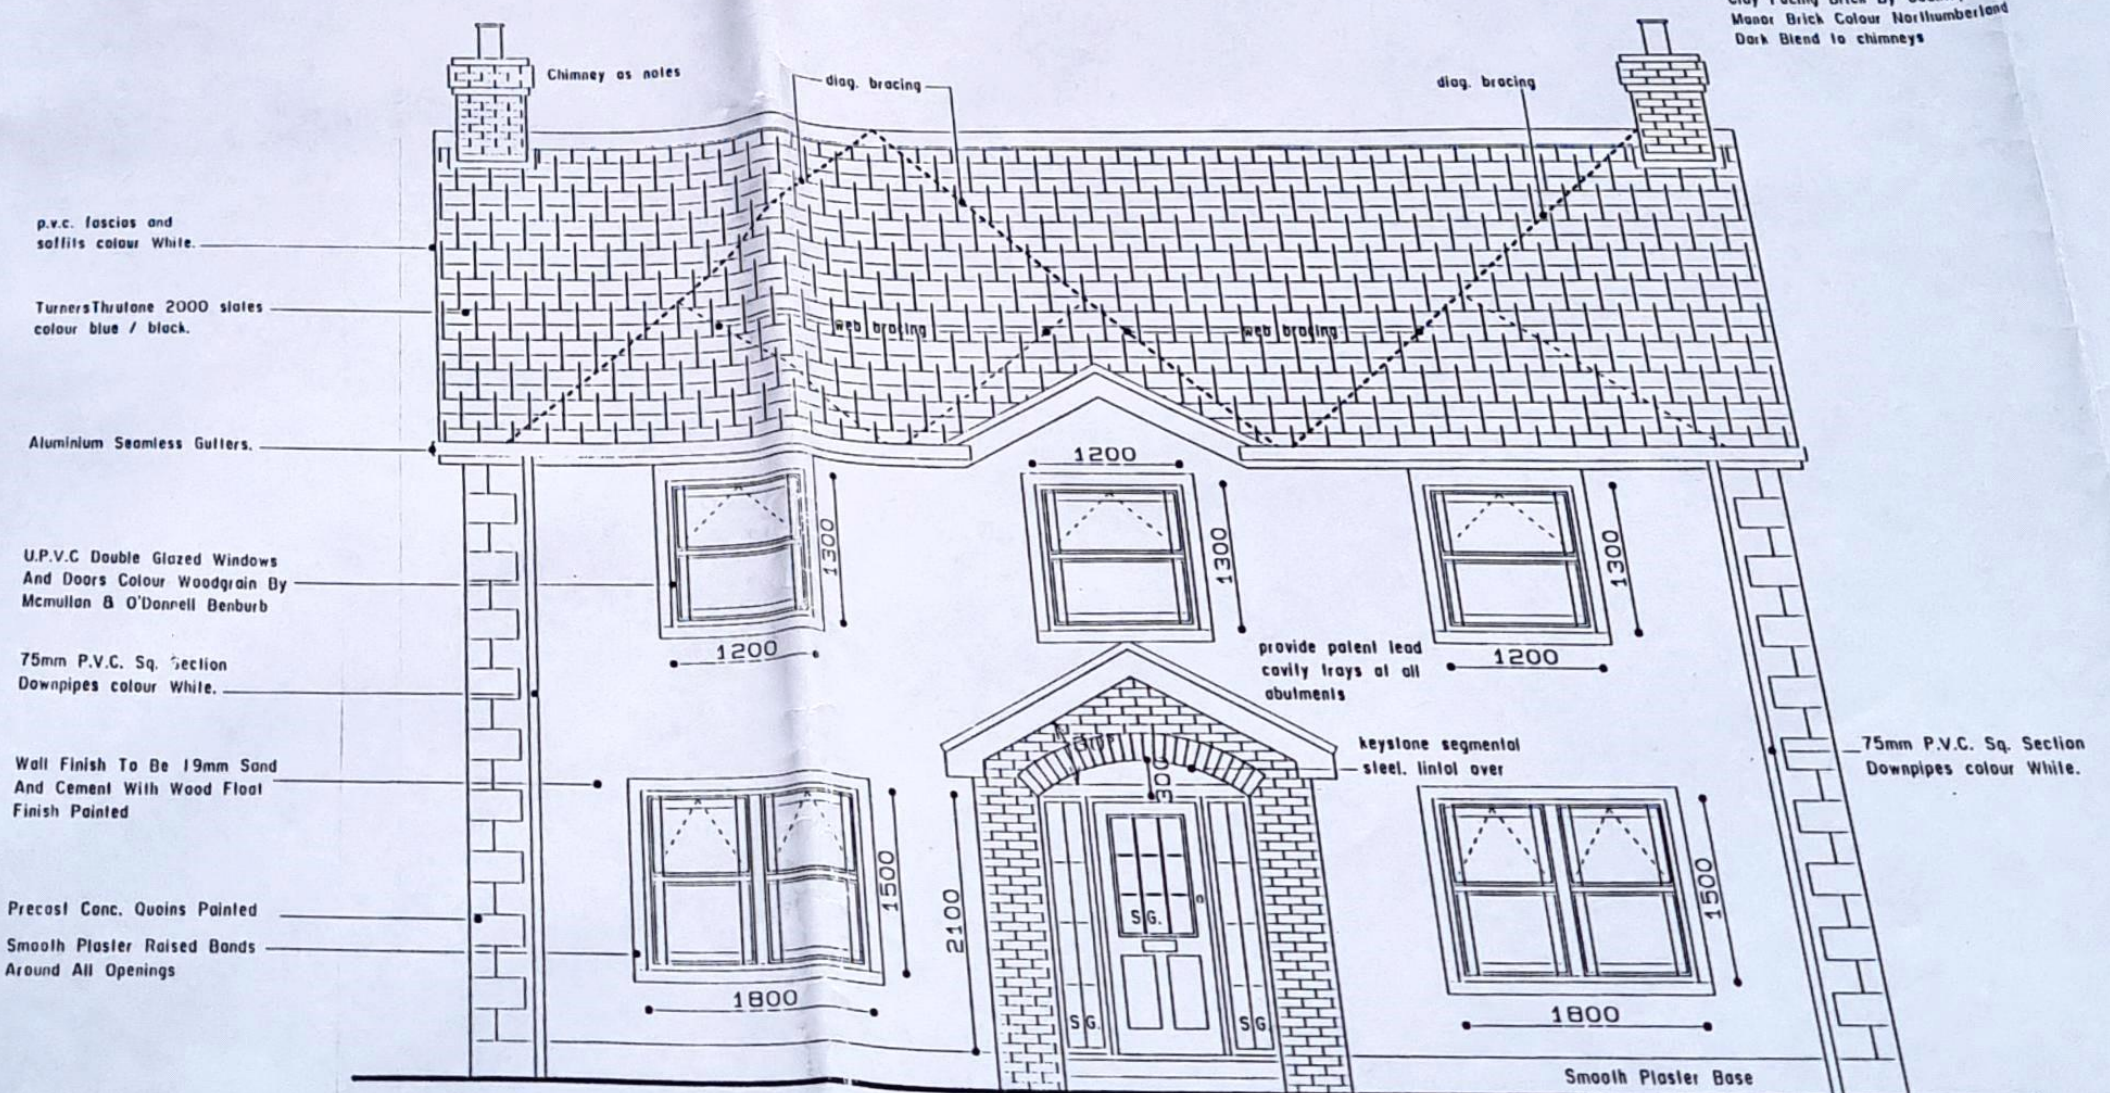 Manor Brick Colour Northumberland
Dark Blend to chimneys
Chimney as notes
diag. bracing
diag. bracing
p.v.c. fascias and
soffits colour White.
Turners Thrutone 2000 slates
colour blue / black.
web bracing
web bracing
Aluminium Seamless Gutters.
1200
1300
1300
1300
U.P.V.C Double Glazed Windows
And Doors Colour Woodgrain By
Mcmullan & O'Donnell Benburb
1200
1200
provide patent lead
cavity trays at all
abutments
75mm P.V.C. Sq. Section
Downpipes colour White.
keystone segmental
steel. lintol over
75mm P.V.C. Sq. Section
Downpipes colour White.
Wall Finish To Be 19mm Sand
And Cement With Wood Float
Finish Painted
300
1500
2100
1500
S.G.
Precast Conc. Quoins Painted
Smooth Plaster Raised Bands
Around All Openings
1800
S.G.
S.G.
1800
Smooth Plaster Base